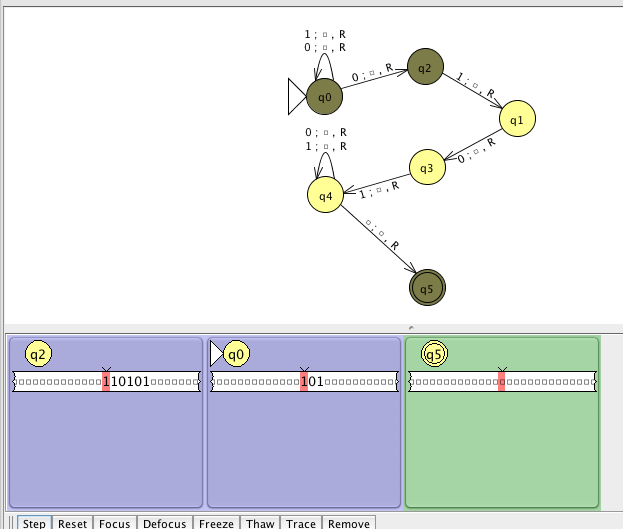 1 ; □ , R
0 ; □ , R
q0
0 ; □ , R
q2
1 ; □ , R
q1
0 ; □ , R
q3
1 ; □ , R
0 ; □ , R
1 ; □ , R
q4
□ ; □ , R
q5
q2
110101
q0
101
q5
Step Reset Focus Defocus Freeze Thaw Trace Remove